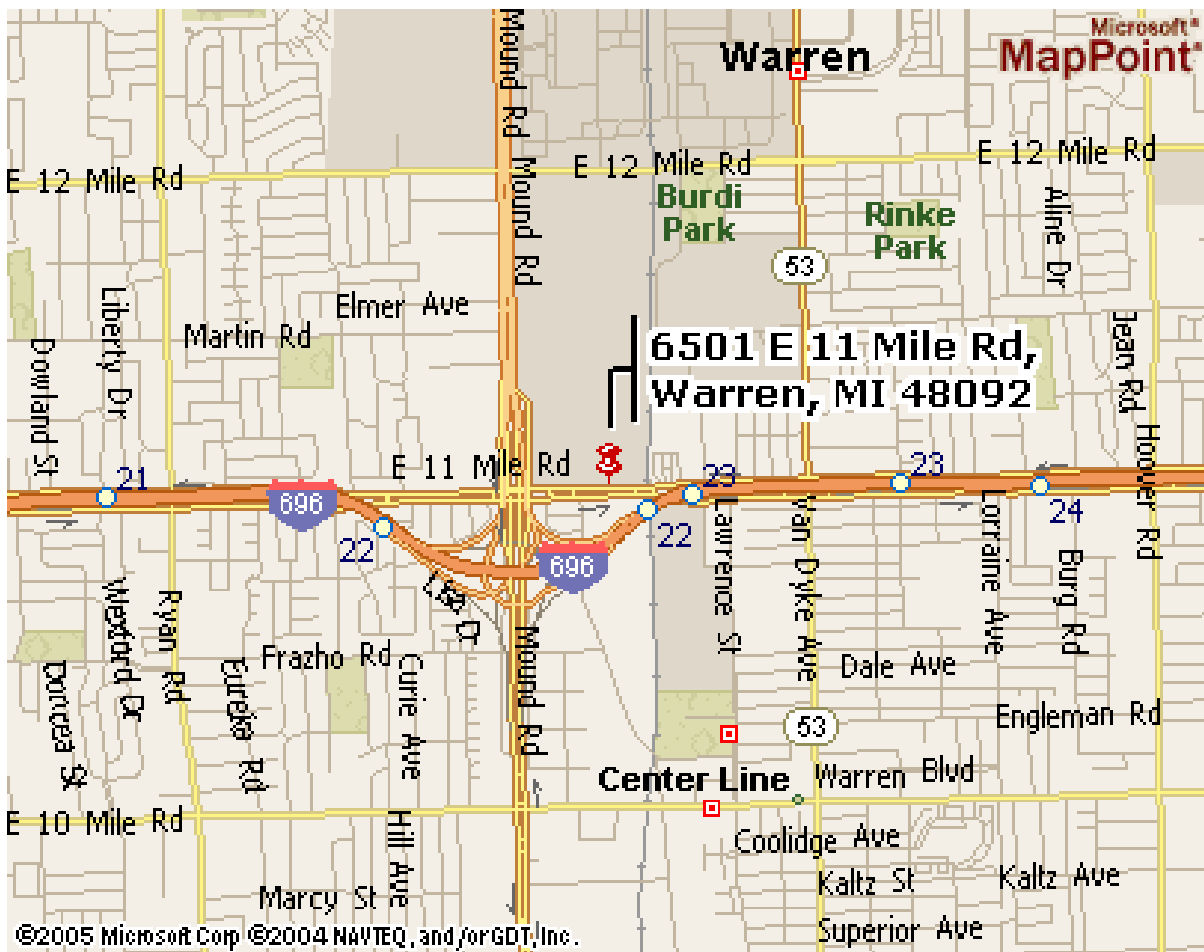 Microsoft®
MapPoint®
Warren
Mound Rd
E 12 Mile Rd
E 12 Mile Rd
E 12 Mile Rd
Mound Rd
Burdi
Park
Rinke
Park
Aline Dr
53
Elmer Ave
Martin Rd
Liberty Dr
Dowland St
Jean Rd
6501 E 11 Mile Rd,
Warren, MI 48092
Hoover Rd
E 11 Mile Rd
21
23
23
696
22
22
24
696
Lawrence St
Van Dyke Ave
Lorraine Ave
Burg Rd
Wexford Dr
Ryan Rd
Frazho Rd
Currie Ave
Eureka Rd
Mound Rd
Dale Ave
Engleman Rd
53
Center Line
Warren Blvd
E 10 Mile Rd
Hill Ave
Coolidge Ave
Kaltz St
Kaltz Ave
Marcy St
Superior Ave
©2005 Microsoft Corp ©2004 NAVTEQ, and/or GDT, Inc.